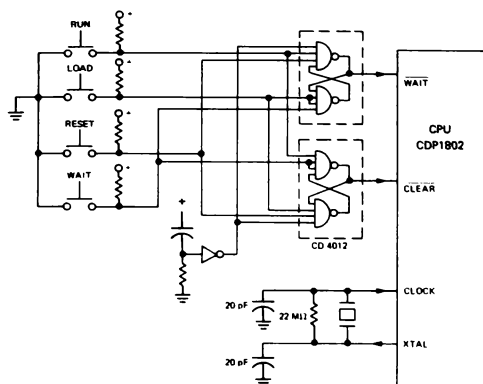 RUN
LOAD
RESET
WAIT
+
+
+
+
+
WAIT
CPU
CDP1802
CLEAR
CD 4012
CLOCK
20 pF
22 MΩ
XTAL
20 pF